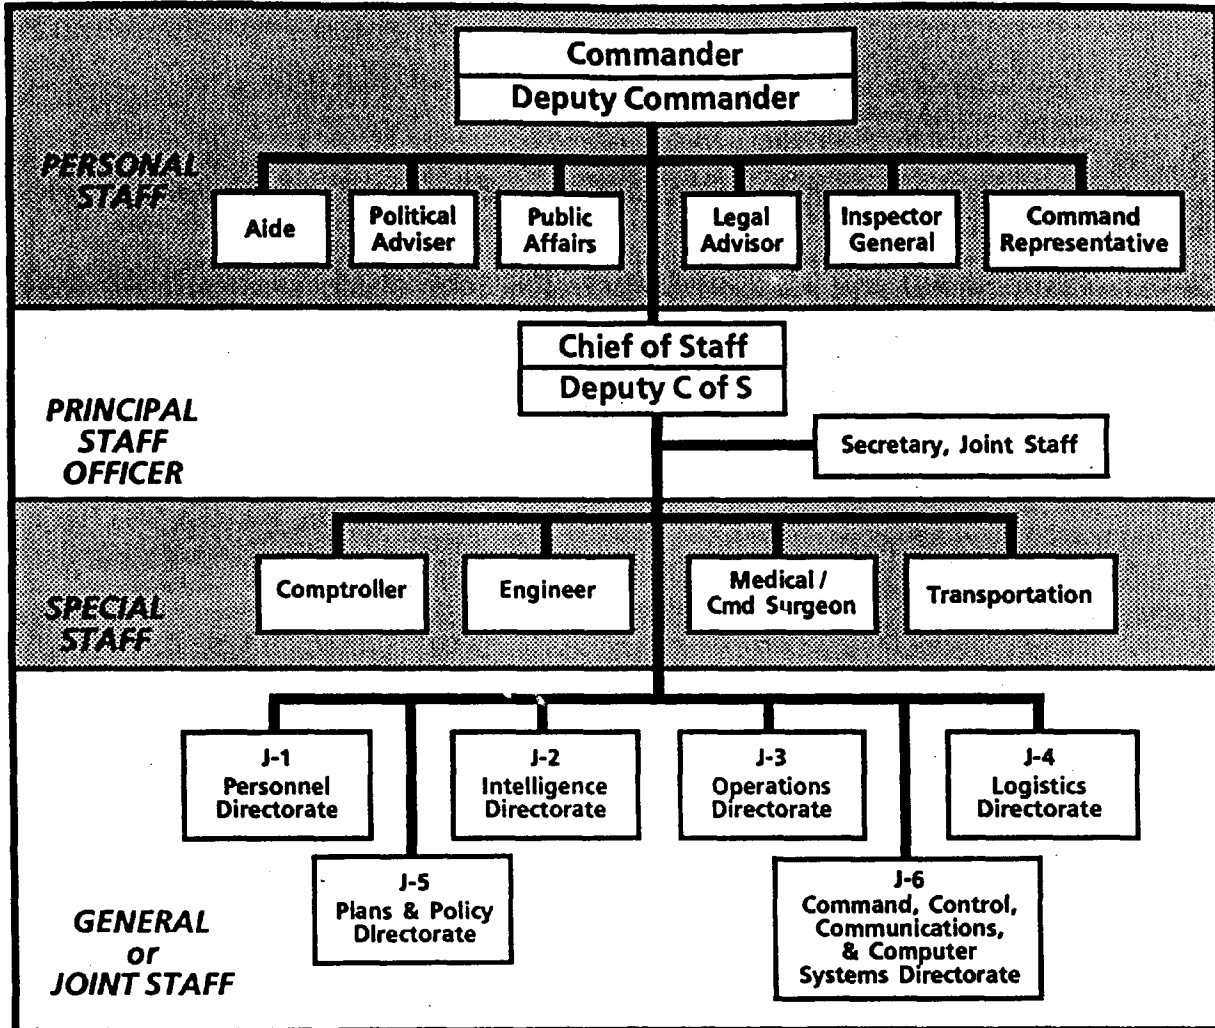 Commander
Deputy Commander
PERSONAL
STAFF
Aide
Political
Adviser
Public
Affairs
Legal
Advisor
Inspector
General
Command
Representative
Chief of Staff
Deputy C of S
PRINCIPAL
STAFF
OFFICER
Secretary, Joint Staff
SPECIAL
STAFF
Comptroller
Engineer
Medical /
Cmd Surgeon
Transportation
J-1
Personnel
Directorate
J-2
Intelligence
Directorate
J-3
Operations
Directorate
J-4
Logistics
Directorate
J-5
Plans & Policy
Directorate
J-6
Command, Control,
Communications,
& Computer
Systems Directorate
GENERAL
or
JOINT STAFF